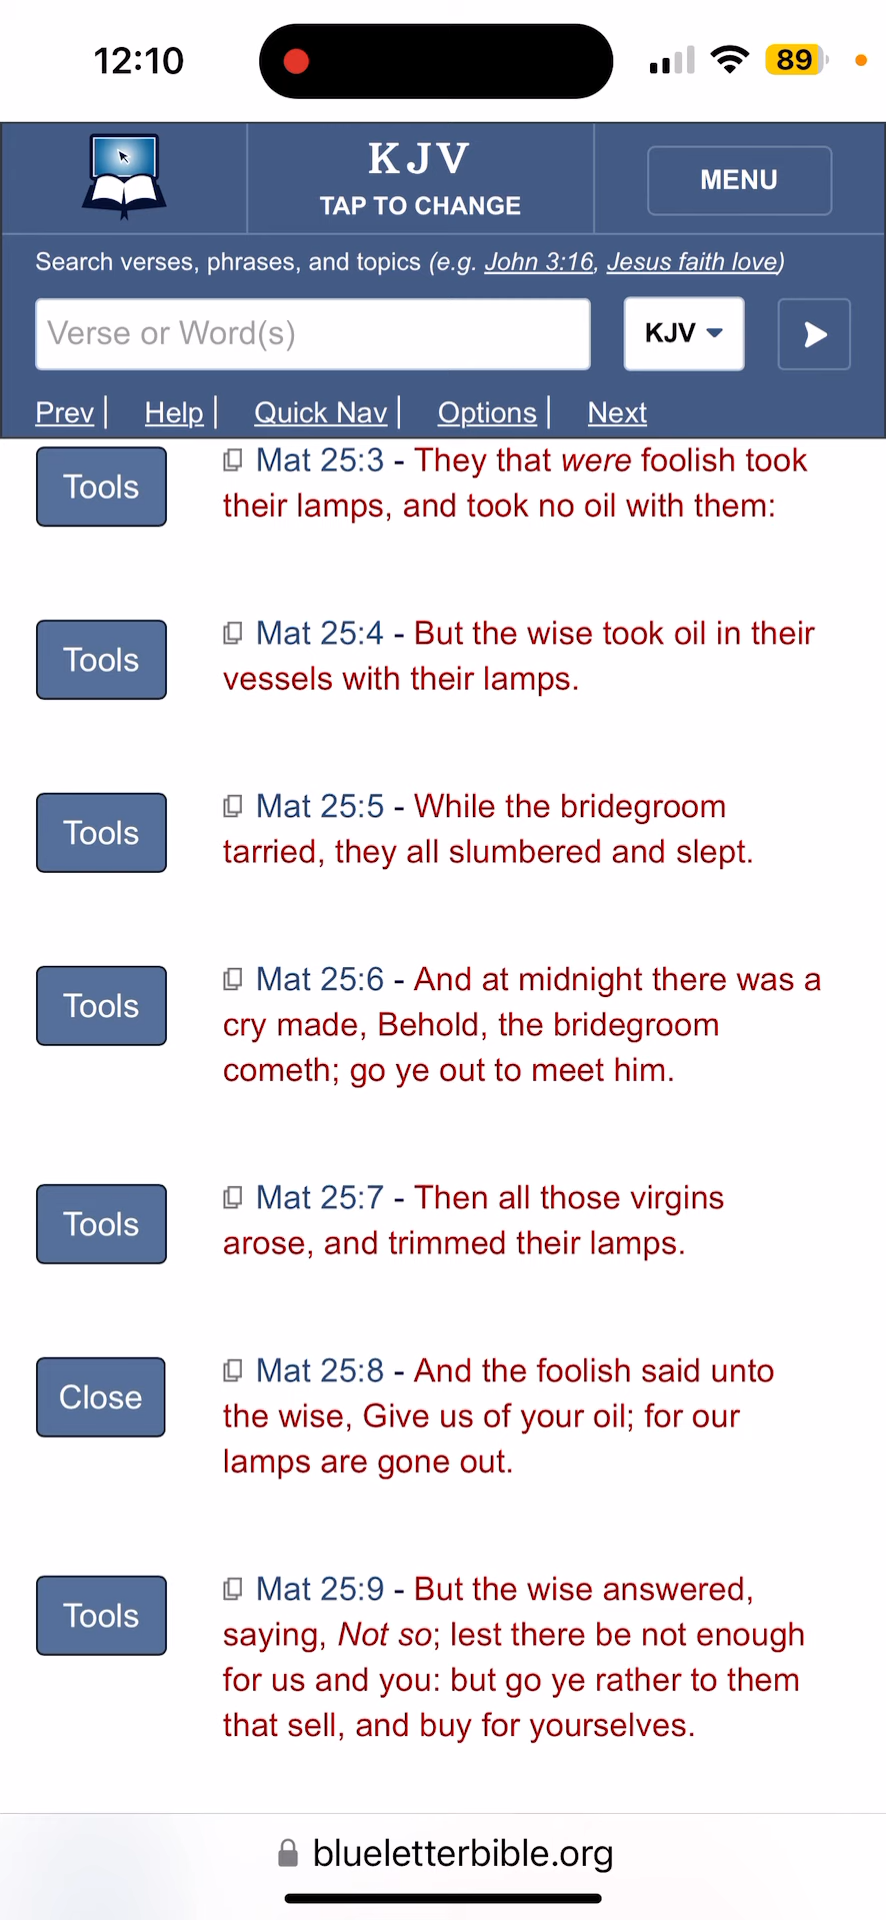 12:10
89
KJV
TAP TO CHANGE
MENU
Search verses, phrases, and topics (e.g. John 3:16, Jesus faith love)
Verse or Word(s)
KJV
Prev | Help | Quick Nav | Options | Next
Tools
Mat 25:3 - They that were foolish took
their lamps, and took no oil with them:
Tools
Mat 25:4 - But the wise took oil in their
vessels with their lamps.
Tools
Mat 25:5 - While the bridegroom
tarried, they all slumbered and slept.
Tools
Mat 25:6 - And at midnight there was a
cry made, Behold, the bridegroom
cometh; go ye out to meet him.
Tools
Mat 25:7 - Then all those virgins
arose, and trimmed their lamps.
Close
Mat 25:8 - And the foolish said unto
the wise, Give us of your oil; for our
lamps are gone out.
Tools
Mat 25:9 - But the wise answered,
saying, Not so; lest there be not enough
for us and you: but go ye rather to them
that sell, and buy for yourselves.
blueletterbible.org